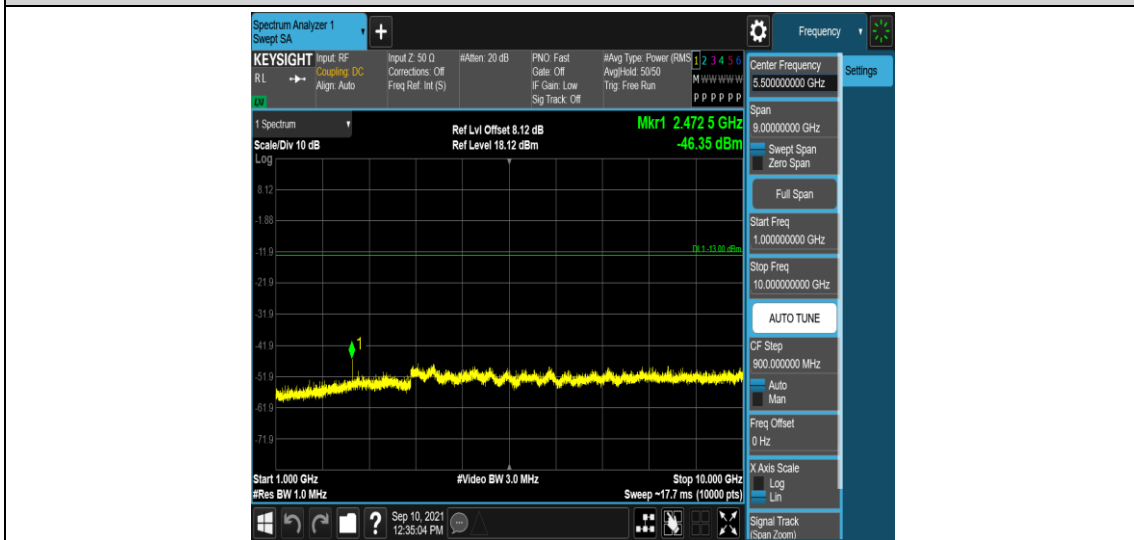 Spectrum Analyzer 1
Swept SA
Frequency
KEYSIGHT
RL
Input: RF
Coupling: DC
Align: Auto
Input Z: 50 Ω
Corrections: Off
Freq Ref: Int (S)
#Atten: 20 dB
PNO: Fast
Gate: Off
IF Gain: Low
Sig Track: Off
#Avg Type: Power (RMS
Avg|Hold: 50/50
Trig: Free Run
1 2 3 4 5 6
M W W W W W
P P P P P P
1 Spectrum
Scale/Div 10 dB
Log
Ref Lvl Offset 8.12 dB
Ref Level 18.12 dBm
Mkr1 2.472 5 GHz
-46.35 dBm
8.12
-1.88
-11.9
DL1 -13.00 dBm
-21.9
-31.9
-41.9
1
-51.9
-61.9
-71.9
Start 1.000 GHz
#Res BW 1.0 MHz
#Video BW 3.0 MHz
Stop 10.000 GHz
Sweep ~17.7 ms (10000 pts)
Sep 10, 2021
12:35:04 PM
Center Frequency
5.500000000 GHz
Settings
Span
9.00000000 GHz
Swept Span
Zero Span
Full Span
Start Freq
1.000000000 GHz
Stop Freq
10.000000000 GHz
AUTO TUNE
CF Step
900.000000 MHz
Auto
Man
Freq Offset
0 Hz
X Axis Scale
Log
Lin
Signal Track
(Span Zoom)